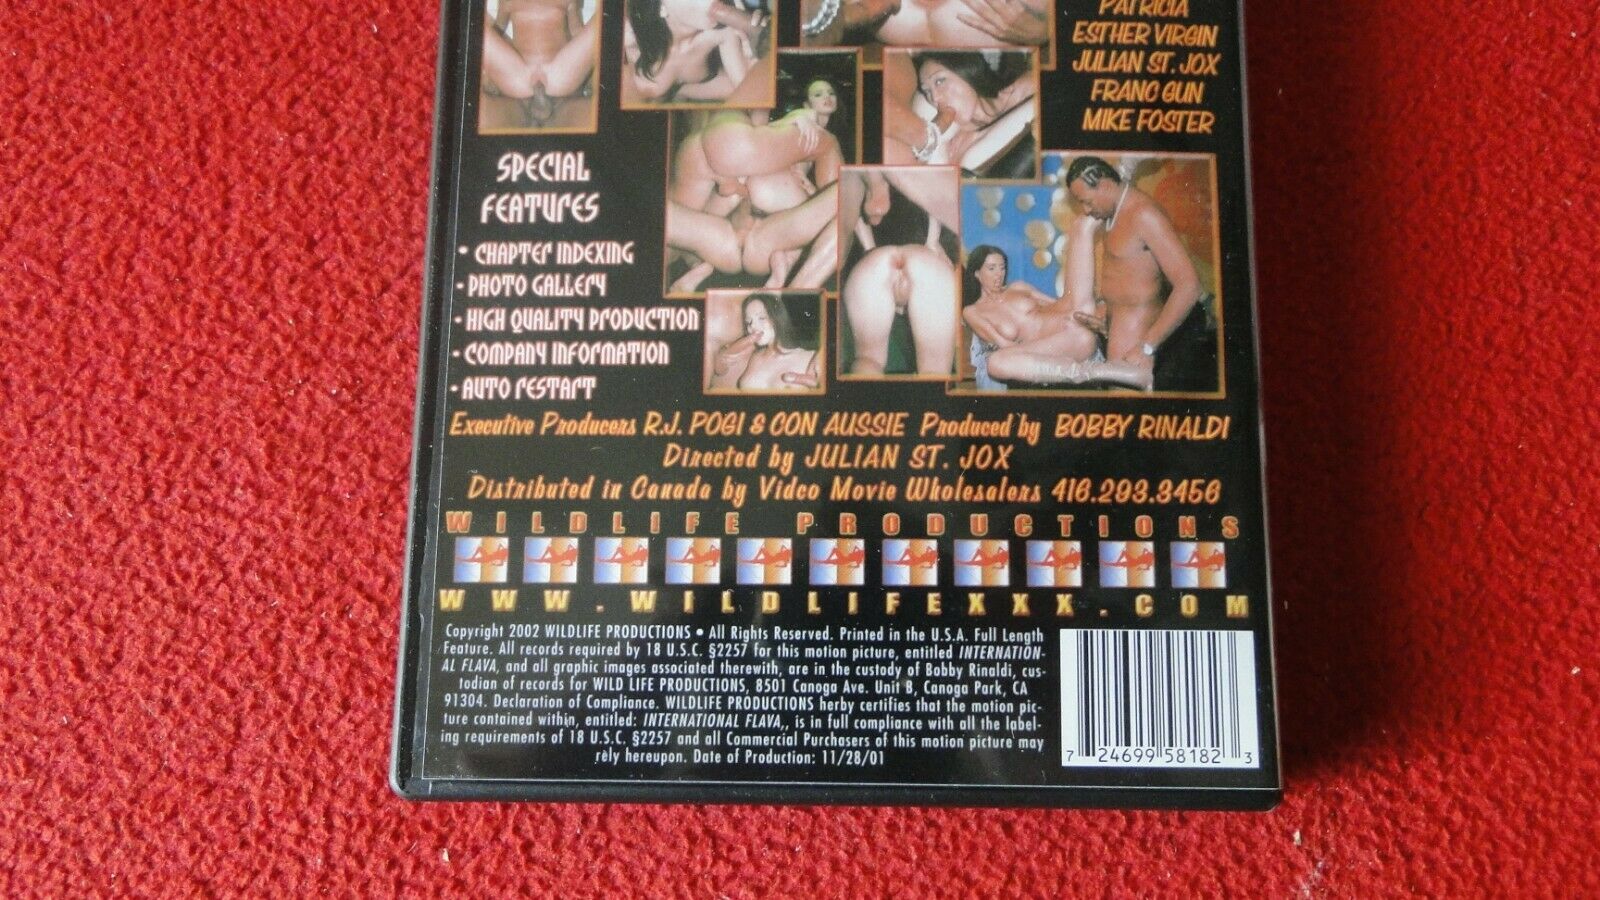 PATRICIA
ESTHER VIRGIN
JULIAN ST. JOX
FRANC GUN
MIKE FOSTER
SPECIAL
FEATURES
• CHAPTER INDEXING
• PHOTO GALLERY
• HIGH QUALITY PRODUCTION
• COMPANY INFORMATION
• AUTO RESTART
Executive Producers R.J. POGI & CON AUSSIE Produced by BOBBY RINALDI
Directed by JULIAN ST. JOX
Distributed in Canada by Video Movie Wholesalers 416.293.3456
WILDLIFE PRODUCTIONS
WWW.WILDLIFEXXX.COM
Copyright 2002 WILDLIFE PRODUCTIONS • All Rights Reserved. Printed in the U.S.A. Full Length
Feature. All records required by 18 U.S.C. §2257 for this motion picture, entitled INTERNATION-
AL FLAVA, and all graphic images associated therewith, are in the custody of Bobby Rinaldi, cus-
todian of records for WILD LIFE PRODUCTIONS, 8501 Canoga Ave. Unit B, Canoga Park, CA
91304. Declaration of Compliance. WILDLIFE PRODUCTIONS herby certifies that the motion pic-
ture contained within, entitled: INTERNATIONAL FLAVA,, is in full compliance with all the label-
ing requirements of 18 U.S.C. §2257 and all Commercial Purchasers of this motion picture may
rely hereupon. Date of Production: 11/28/01
7 24699 58182 3